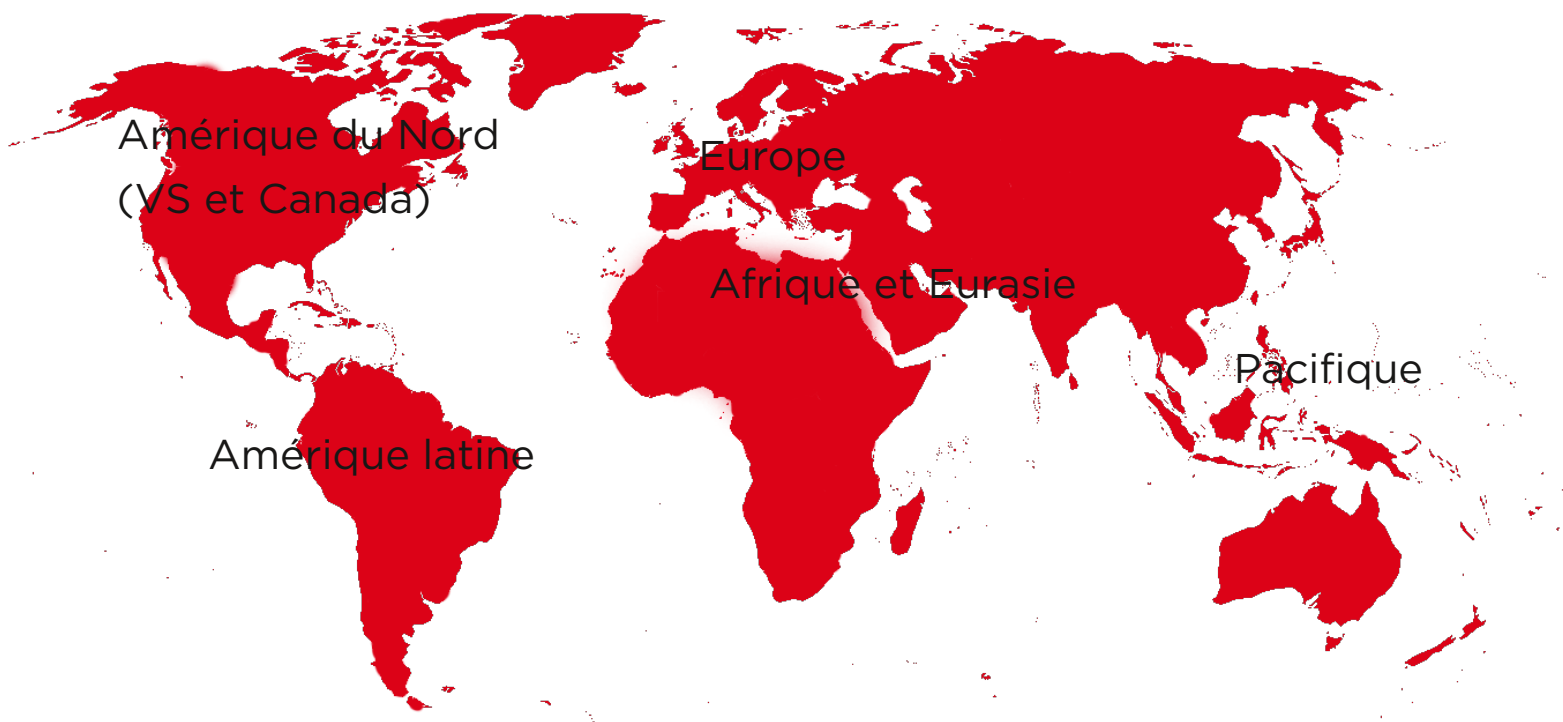 Amérique du Nord
(VS et Canada)
Europe
Afrique et Eurasie
Pacifique
Amérique latine